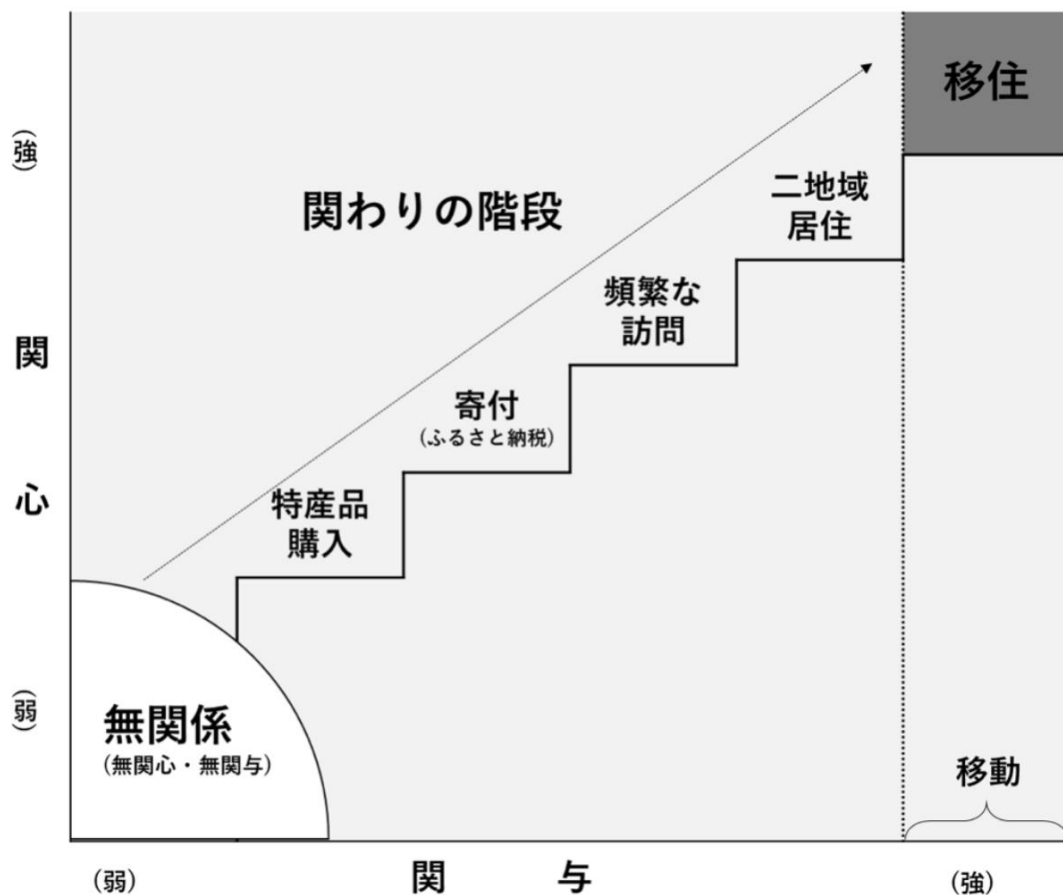 移住
(強)
関わりの階段
二地域
居住
頻繁な
訪問
関
心
寄付
(ふるさと納税)
特産品
購入
(弱)
無関係
(無関心・無関与)
移動
(弱)
関 与
(強)